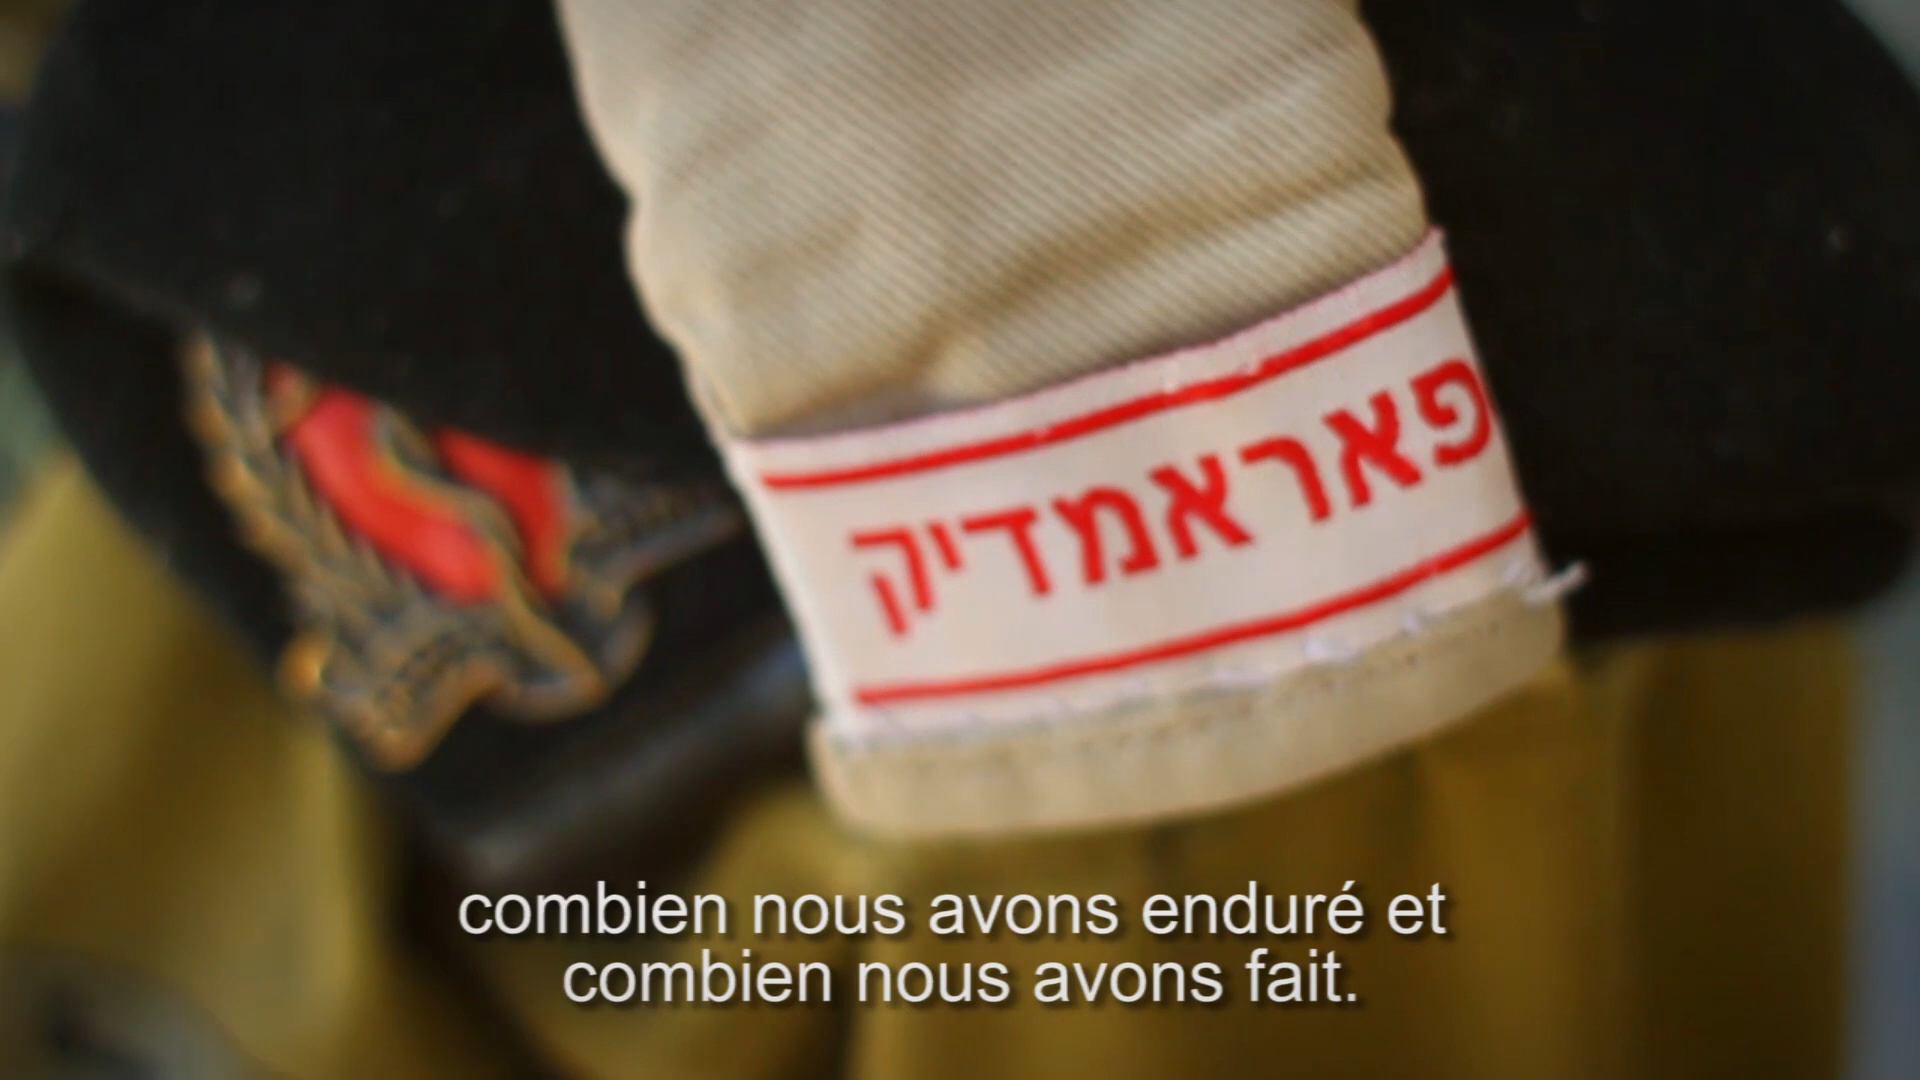 פאראמדיק
combien nous avons enduré et
combien nous avons fait.